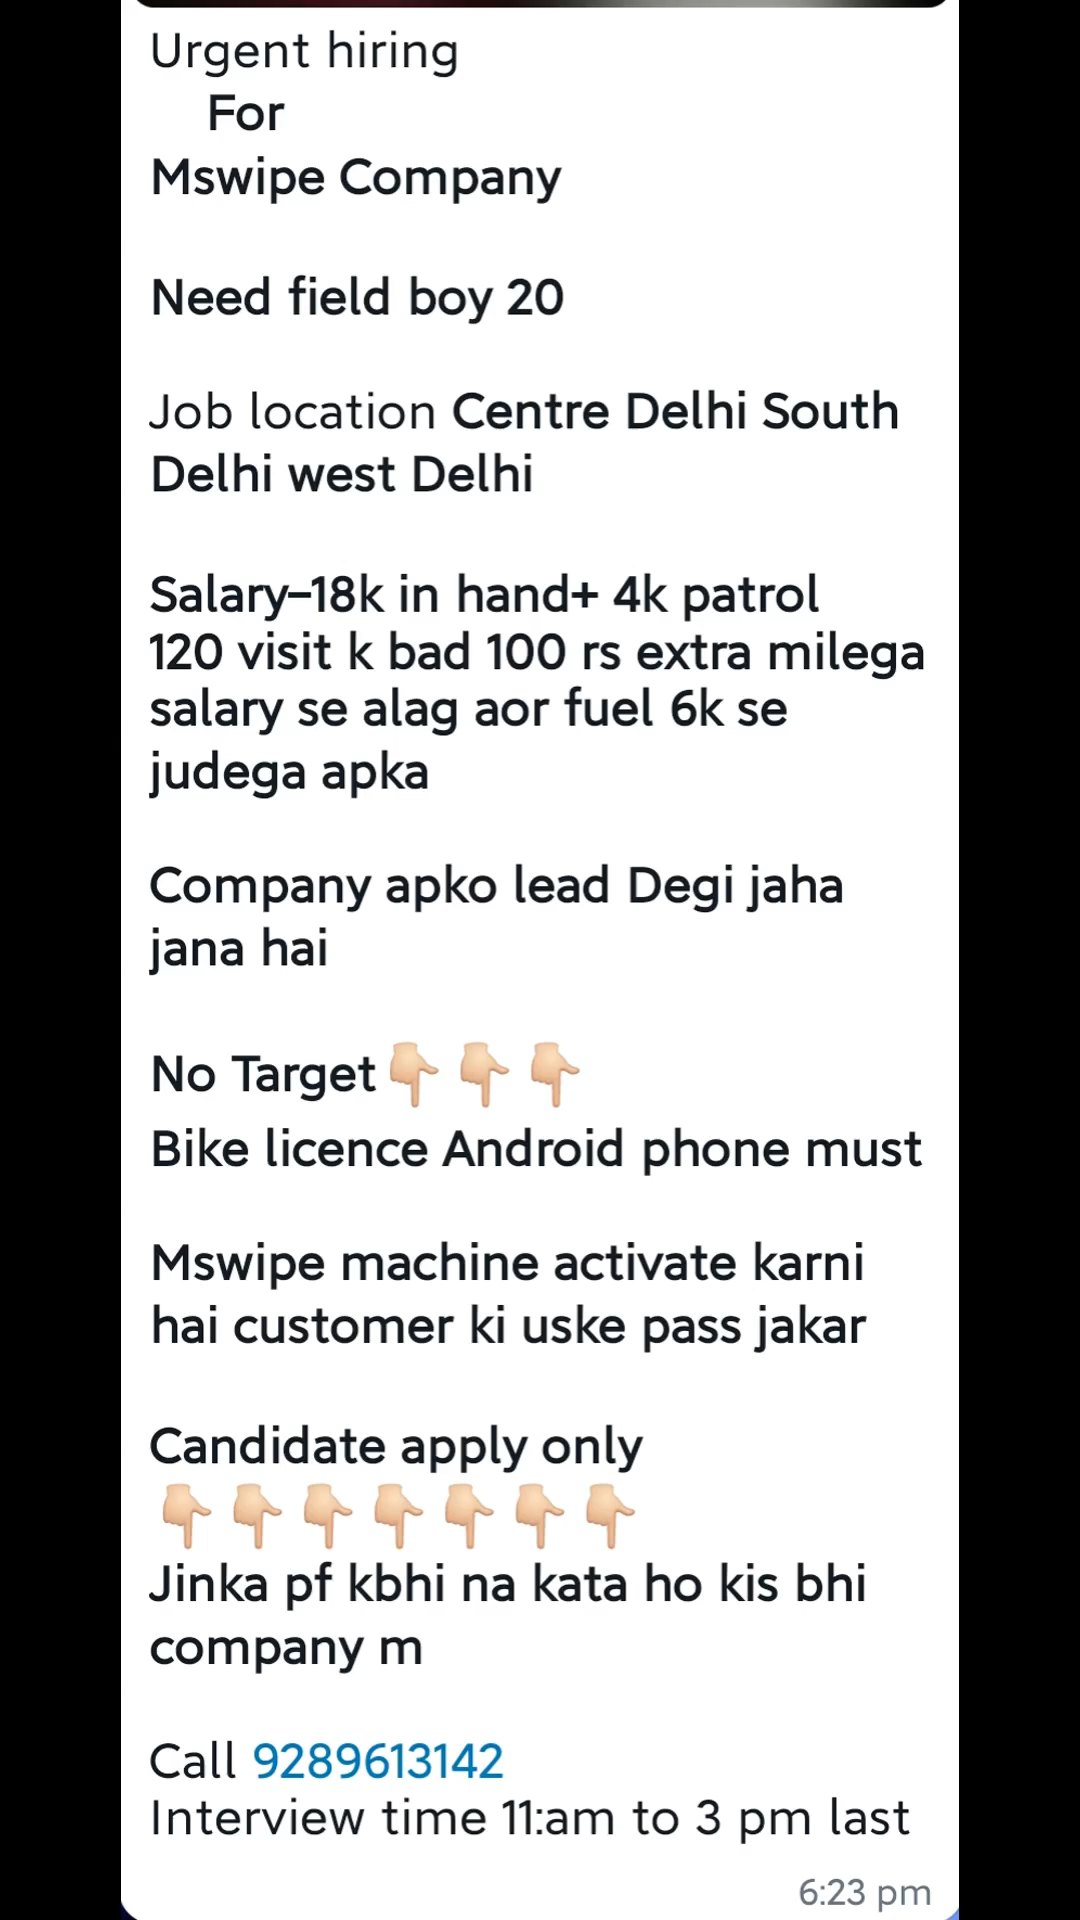 Urgent hiring
For
Mswipe Company
Need field boy 20
Job location Centre Delhi South
Delhi west Delhi
Salary–18k in hand+ 4k patrol
120 visit k bad 100 rs extra milega
salary se alag aor fuel 6k se
judega apka
Company apko lead Degi jaha
jana hai
No Target👇🏻👇🏻👇🏻
Bike licence Android phone must
Mswipe machine activate karni
hai customer ki uske pass jakar
Candidate apply only
👇🏻👇🏻👇🏻👇🏻👇🏻👇🏻👇🏻
Jinka pf kbhi na kata ho kis bhi
company m
Call 9289613142
Interview time 11:am to 3 pm last
6:23 pm